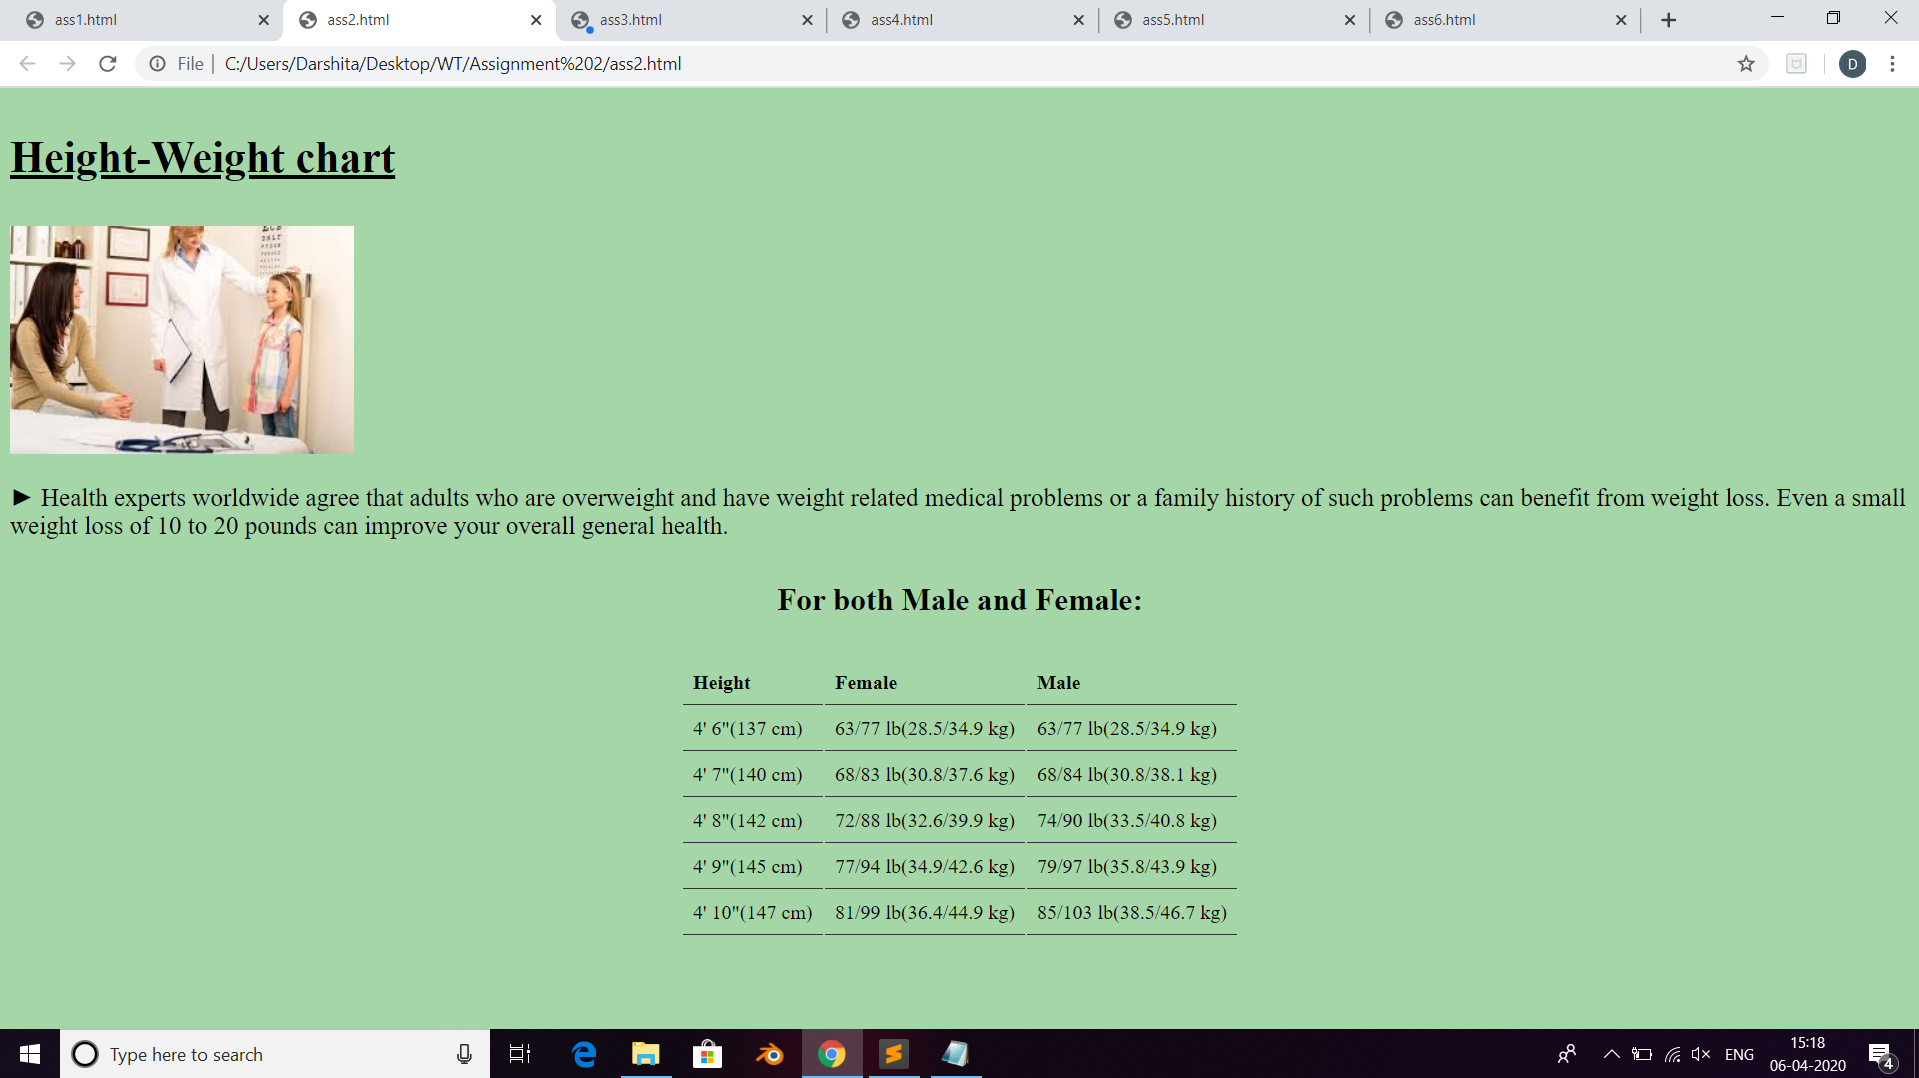 ass1.html ass2.html ass3.html ass4.html ass5.html ass6.html
File C:/Users/Darshita/Desktop/WT/Assignment%202/ass2.html D
Height-Weight chart
► Health experts worldwide agree that adults who are overweight and have weight related medical problems or a family history of such problems can benefit from weight loss. Even a small
weight loss of 10 to 20 pounds can improve your overall general health.
For both Male and Female:
Height Female Male
4' 6"(137 cm) 63/77 lb(28.5/34.9 kg) 63/77 lb(28.5/34.9 kg)
4' 7"(140 cm) 68/83 lb(30.8/37.6 kg) 68/84 lb(30.8/38.1 kg)
4' 8"(142 cm) 72/88 lb(32.6/39.9 kg) 74/90 lb(33.5/40.8 kg)
4' 9"(145 cm) 77/94 lb(34.9/42.6 kg) 79/97 lb(35.8/43.9 kg)
4' 10"(147 cm) 81/99 lb(36.4/44.9 kg) 85/103 lb(38.5/46.7 kg)
Type here to search ENG 15:18
06-04-2020 4